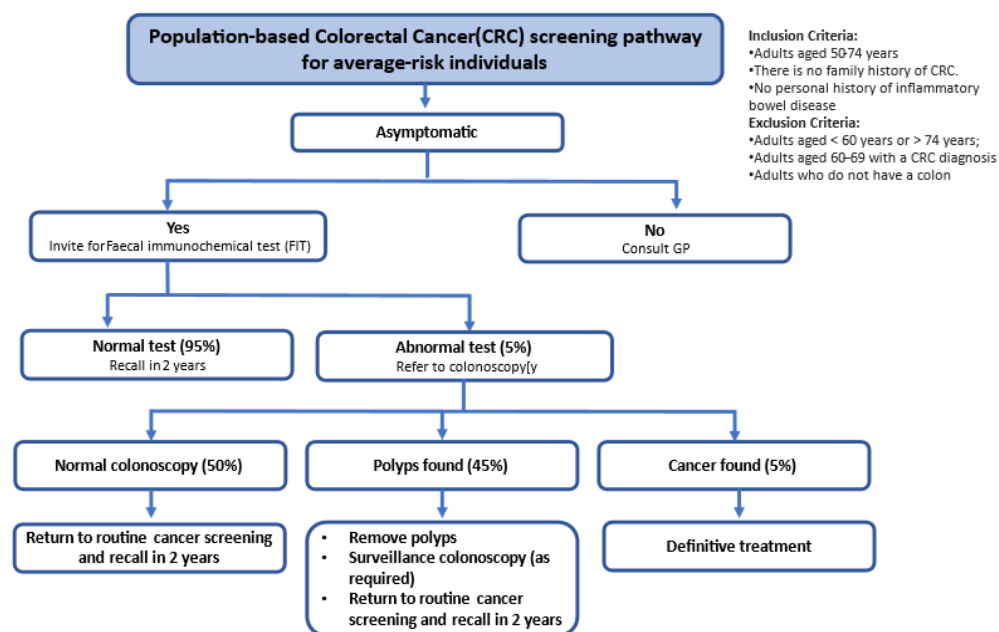 Population-based Colorectal Cancer(CRC) screening pathway
for average-risk individuals
Inclusion Criteria:
•Adults aged 50-74 years
•There is no family history of CRC.
•No personal history of inflammatory
bowel disease
Exclusion Criteria:
•Adults aged < 60 years or > 74 years;
•Adults aged 60–69 with a CRC diagnosis
•Adults who do not have a colon
Asymptomatic
Yes
Invite for Faecal immunochemical test (FIT)
No
Consult GP
Normal test (95%)
Recall in 2 years
Abnormal test (5%)
Refer to colonoscopy[y
Normal colonoscopy (50%)
Polyps found (45%)
Cancer found (5%)
Return to routine cancer screening
and recall in 2 years
• Remove polyps
• Surveillance colonoscopy (as
required)
• Return to routine cancer
screening and recall in 2 years
Definitive treatment